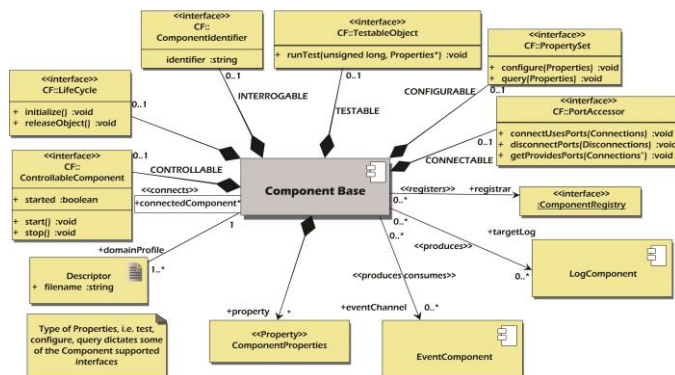 <<interface>>
CF::
ComponentIdentifier
identifier :string
0..1
<<interface>>
CF::TestableObject
+ runTest(unsigned long, Properties*) :void
0..1
<<interface>>
CF::PropertySet
+ configure(Properties) :void
+ query(Properties) :void
0..1
<<interface>>
CF::LifeCycle
+ initialize() :void
+ releaseObject() :void
0..1
INTERROGABLE
TESTABLE
CONFIGURABLE
<<interface>>
CF::PortAccessor
+ connectUsesPorts(Connections) :void
+ disconnectPorts(Disconnections) :void
+ getProvidesPorts(Connections*) :void
0..1
CONNECTABLE
<<interface>>
CF::
ControllableComponent
+ started :boolean
+ start() :void
+ stop() :void
0..1
CONTROLLABLE
<<connects>>
+connectedComponent*
1
Component Base
<<registers>>
+registrar
0..*
<<interface>>
:ComponentRegistry
0..*
0..*
+targetLog
<<produces>>
0..*
LogComponent
+domainProfile
1..*
Descriptor
+ filename :string
<<produces consumes>>
+property
*
+eventChannel
0..*
Type of Properties, i.e. test,
configure, query dictates some
of the Component supported
interfaces
<<Property>>
ComponentProperties
EventComponent